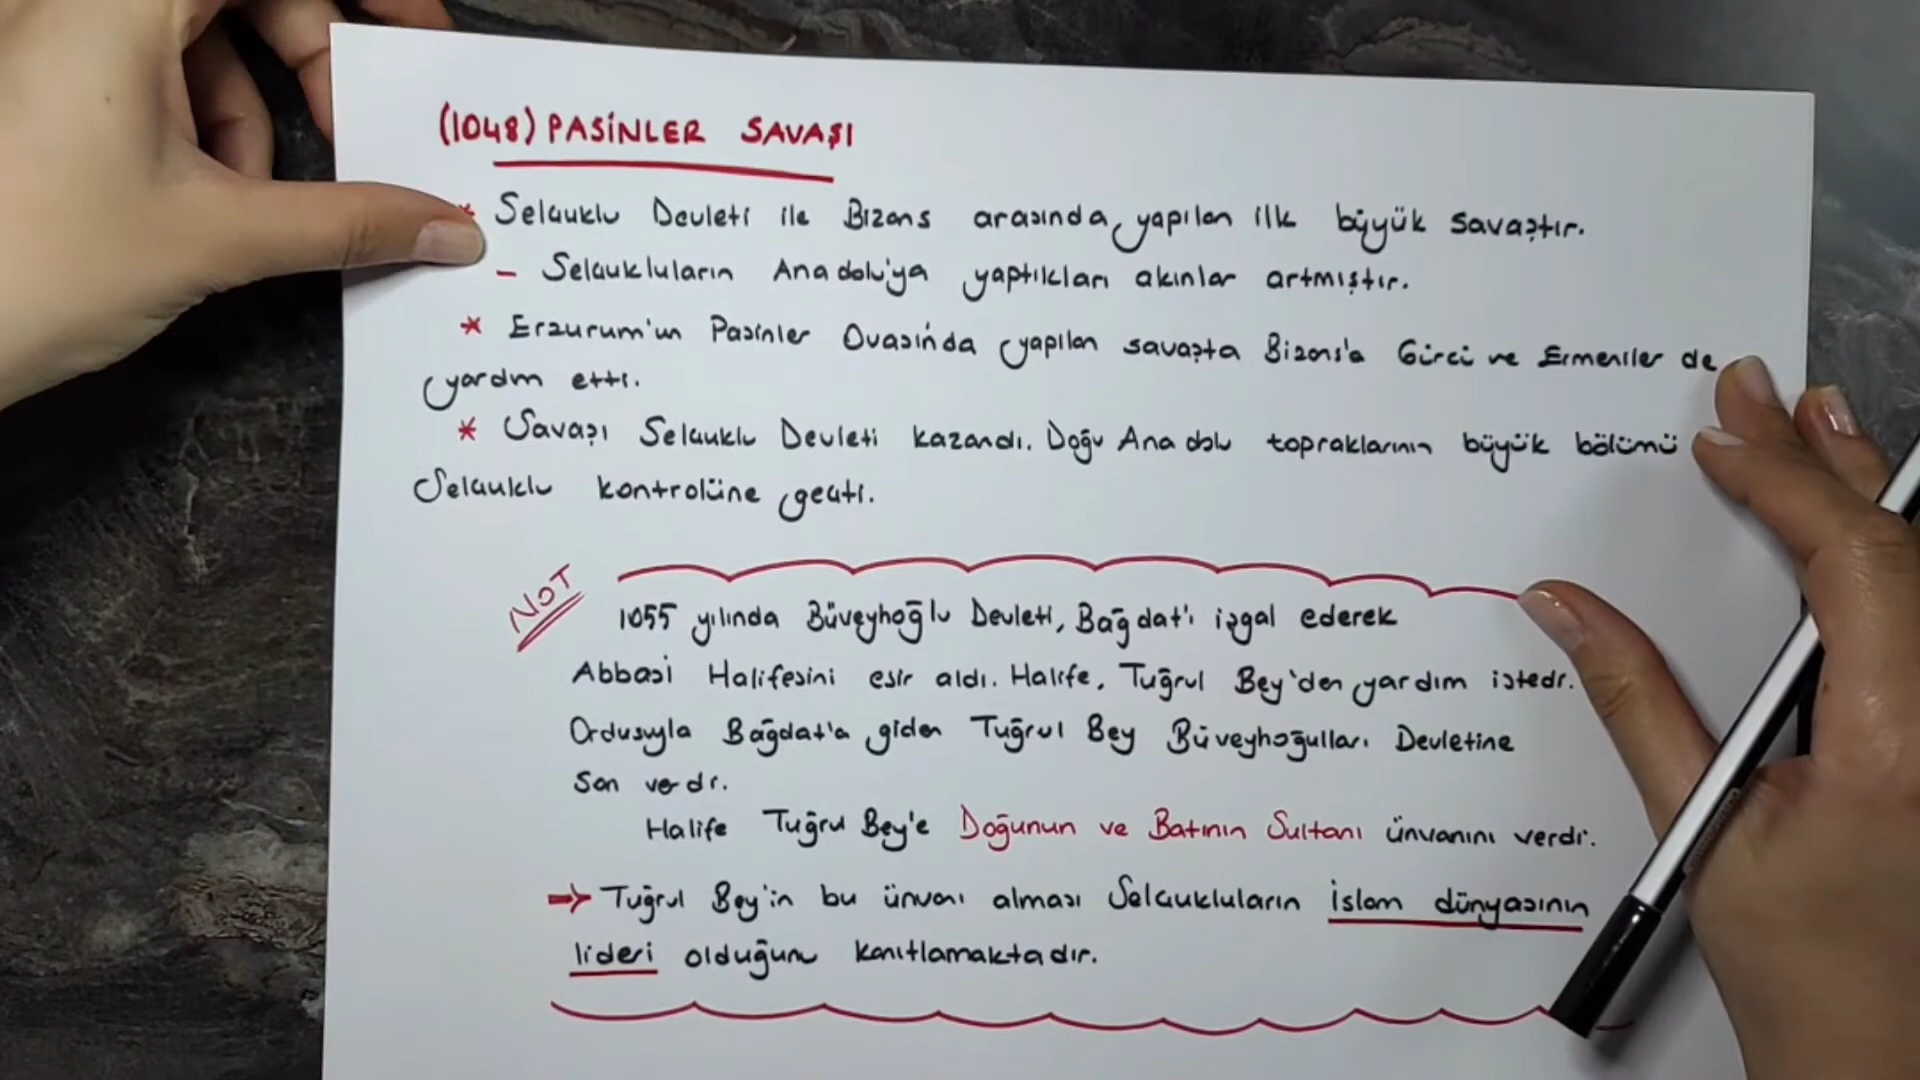 (1048) PASİNLER SAVAŞI
* Selçuklu Devleti ile Bizans arasında yapılan ilk büyük savaştır.
- Selçukluların Anadolu'ya yaptıkları akınlar artmıştır.
* Erzurum'un Pasinler Ovasında yapılan savaşta Bizans'a Gürcü ve Ermeniler de
yardım etti.
* Savaşı Selçuklu Devleti kazandı. Doğu Anadolu topraklarının büyük bölümü
Selçuklu kontrolüne geçti.
NOT
1055 yılında Büveyhoğlu Devleti, Bağdat'ı işgal ederek
Abbasi Halifesini esir aldı. Halife, Tuğrul Bey'den yardım istedi.
Ordusuyla Bağdat'a giden Tuğrul Bey Büveyhoğulları Devletine
son verdi.
Halife Tuğrul Bey'e Doğunun ve Batının Sultanı ünvanını verdi.
⇒ Tuğrul Bey'in bu ünvanı alması Selçukluların İslam dünyasının
lideri olduğunu kanıtlamaktadır.